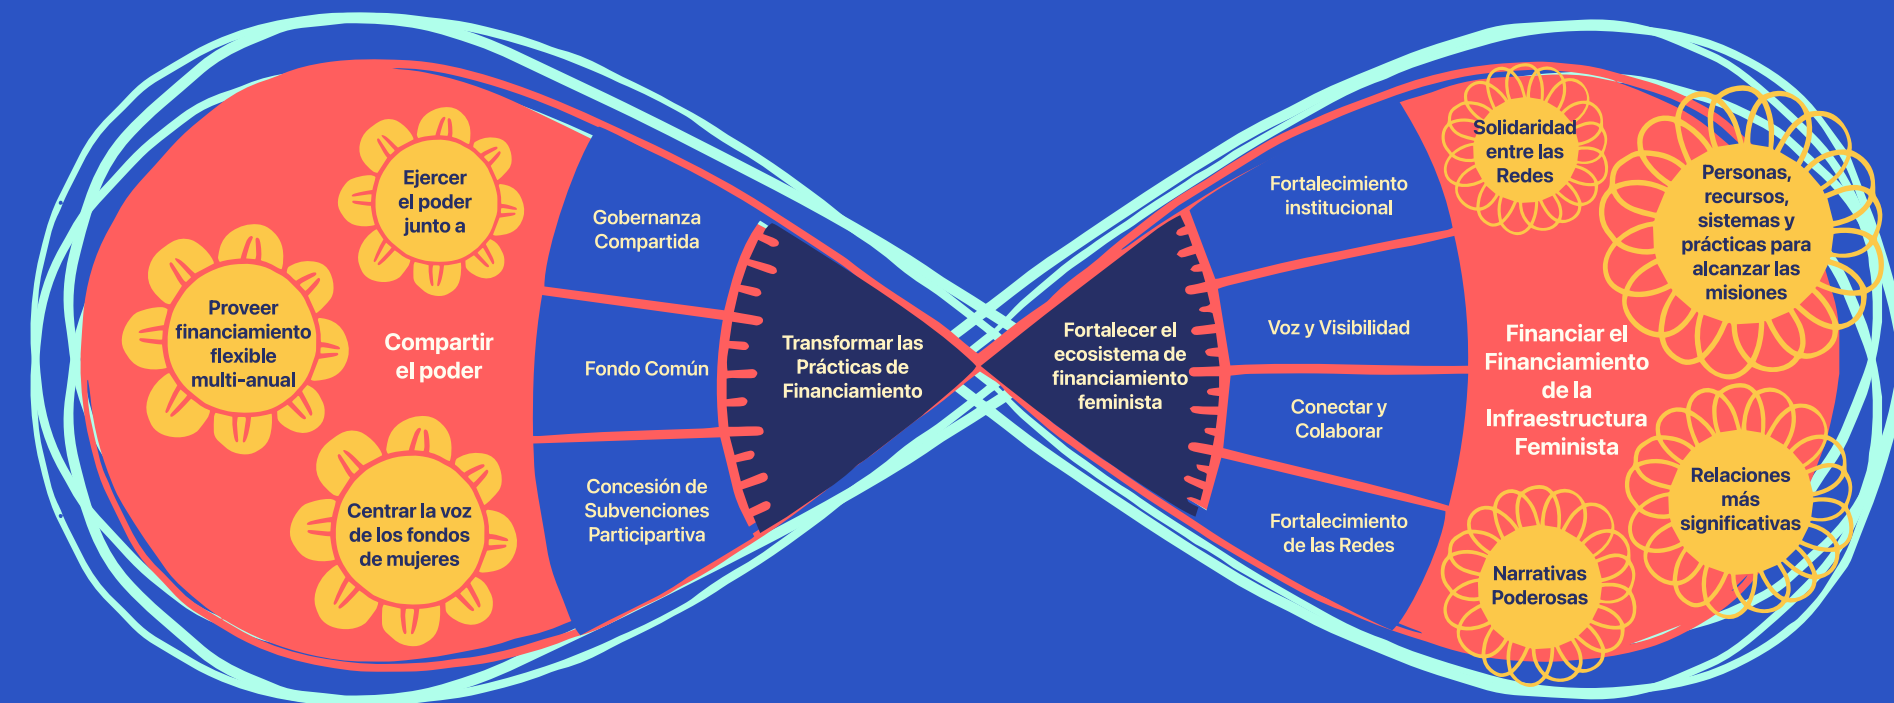 Ejercer
el poder
junto a
Proveer
financiamiento
flexible
multi-anual
Centrar la voz
de los fondos
de mujeres
Compartir
el poder
Gobernanza
Compartida
Fondo Común
Concesión de
Subvenciones
Participartiva
Transformar las
Prácticas de
Financiamiento
Fortalecer el
ecosistema de
financiamiento
feminista
Fortalecimiento
institucional
Voz y Visibilidad
Conectar y
Colaborar
Fortalecimiento
de las Redes
Financiar el
Financiamiento
de la
Infraestructura
Feminista
Solidaridad
entre las
Redes
Personas,
recursos,
sistemas y
prácticas para
alcanzar las
misiones
Relaciones
más
significativas
Narrativas
Poderosas